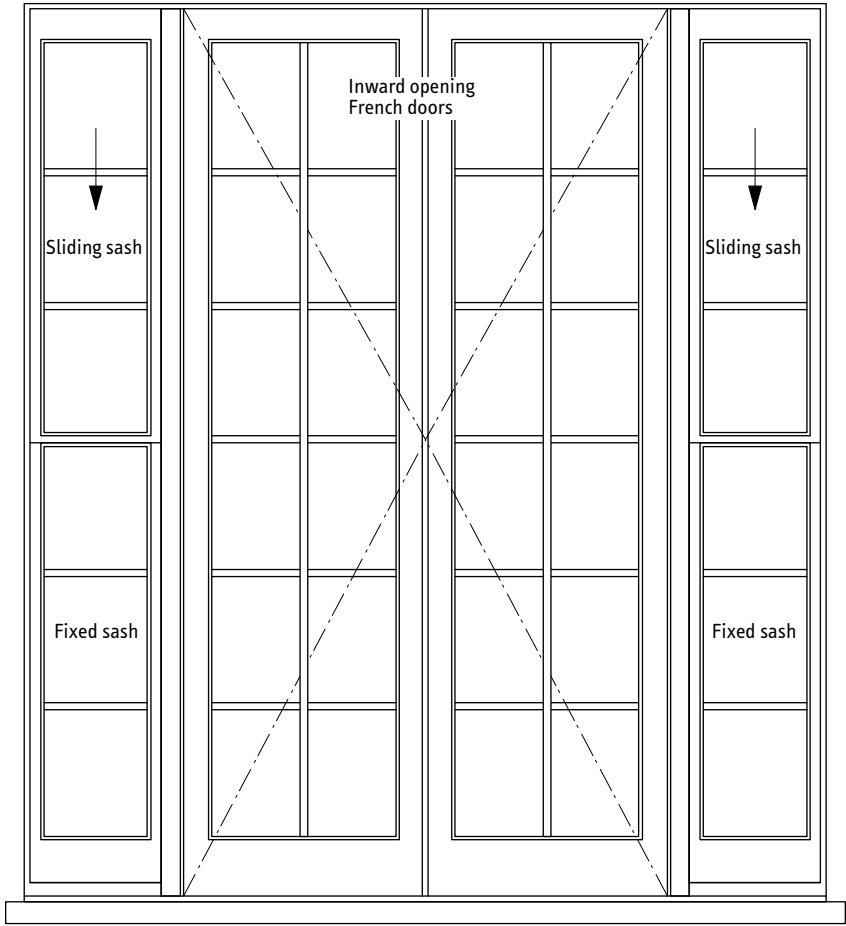 Inward opening
French doors
Sliding sash
Sliding sash
Fixed sash
Fixed sash